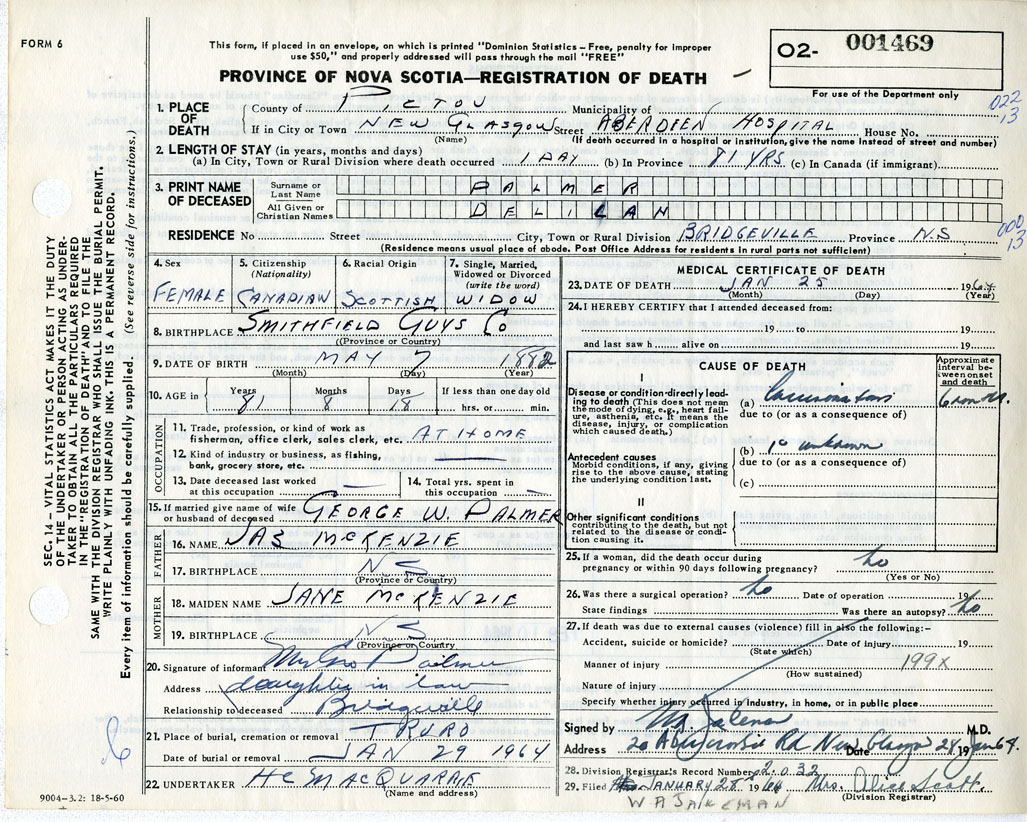 FORM 6
This form, if placed in an envelope, on which is printed "Dominion Statistics – Free, penalty for improper
use $50," and properly addressed will pass through the mail "FREE"
O2- 001469
For use of the Department only
PROVINCE OF NOVA SCOTIA—REGISTRATION OF DEATH
022
13
1. PLACE OF DEATH
County of PICTOU Municipality of
If in City or Town NEW GLASGOW Street ABERDEEN HOSPITAL House No.
(Name) (If death occurred in a hospital or institution, give the name instead of street and number)
2. LENGTH OF STAY (in years, months and days)
(a) In City, Town or Rural Division where death occurred 1 DAY (b) In Province 81 YRS (c) In Canada (if immigrant)
3. PRINT NAME OF DECEASED
Surname or Last Name PALMER
All Given or Christian Names DELILAN
000
13
RESIDENCE No Street City, Town or Rural Division BRIDGEVILLE Province N.S
(Residence means usual place of abode. Post Office Address for residents in rural parts not sufficient)
4. Sex
FEMALE
5. Citizenship
(Nationality)
CANADIAN
6. Racial Origin
SCOTTISH
7. Single, Married,
Widowed or Divorced
(write the word)
WIDOW
8. BIRTHPLACE SMITHFIELD GUYS CO
(Province or Country)
9. DATE OF BIRTH MAY 7 1882
(Month) (Day) (Year)
10. AGE in
Years Months Days If less than one day old
81 8 18 hrs. or min.
OCCUPATION
11. Trade, profession, or kind of work as
fisherman, office clerk, sales clerk, etc. AT HOME
12. Kind of industry or business, as fishing,
bank, grocery store, etc.
13. Date deceased last worked
at this occupation
14. Total yrs. spent in
this occupation
15. If married give name of wife
or husband of deceased GEORGE W. PALMER
FATHER
16. NAME JAS McKENZIE
17. BIRTHPLACE NS
(Province or Country)
MOTHER
18. MAIDEN NAME JANE McKENZIE
19. BIRTHPLACE NS
(Province or Country)
20. Signature of informant Mrs Geo Palmer
Address daughter in law
Relationship to deceased Bridgeville
21. Place of burial, cremation or removal TRURO
Date of burial or removal JAN 29 1964
22. UNDERTAKER HC MACQUARRIE
(Name and address)
9004-3.2: 18-5-60
MEDICAL CERTIFICATE OF DEATH
23. DATE OF DEATH JAN 25 1964
(Month) (Day) (Year)
24. I HEREBY CERTIFY that I attended deceased from:
19 to 19
and last saw h alive on 19
CAUSE OF DEATH
Approximate
interval between onset
and death
I
Disease or condition directly leading to death (This does not mean
the mode of dying, e.g., heart failure, asthenia, etc. It means the
disease, injury, or complication
which caused death.)
(a)
due to (or as a consequence of)
Antecedent causes
Morbid conditions, if any, giving
rise to the above cause, stating
the underlying condition last.
(b) 1° unknown
due to (or as a consequence of)
(c)
II
Other significant conditions
contributing to the death, but not
related to the disease or condition causing it.
25. If a woman, did the death occur during
pregnancy or within 90 days following pregnancy? No
(Yes or No)
26. Was there a surgical operation? No Date of operation 19
State findings Was there an autopsy? No
27. If death was due to external causes (violence) fill in also the following:-
Accident, suicide or homicide? Date of injury 19
(State which)
Manner of injury 199X
(How sustained)
Nature of injury
Specify whether injury occurred in industry, in home, or in public place
Signed by M.D.
Address 20 Abercrombie Rd New Glasgow Date 28 Jan 1964
28. Division Registrar's Record Number 2032
29. Filed JANUARY 28 1964 Mrs. Alice Scott
(Division Registrar)
W A JAKEMAN
SEC. 14 – VITAL STATISTICS ACT MAKES IT THE DUTY
OF THE UNDERTAKER OR PERSON ACTING AS UNDERTAKER TO OBTAIN ALL THE PARTICULARS REQUIRED
IN THE "REGISTRATION OF DEATH" AND TO FILE THE
SAME WITH THE DIVISION REGISTRAR WHO SHALL ISSUE THE BURIAL PERMIT.
WRITE PLAINLY WITH UNFADING INK. THIS IS A PERMANENT RECORD.
Every item of information should be carefully supplied. (See reverse side for instructions.)